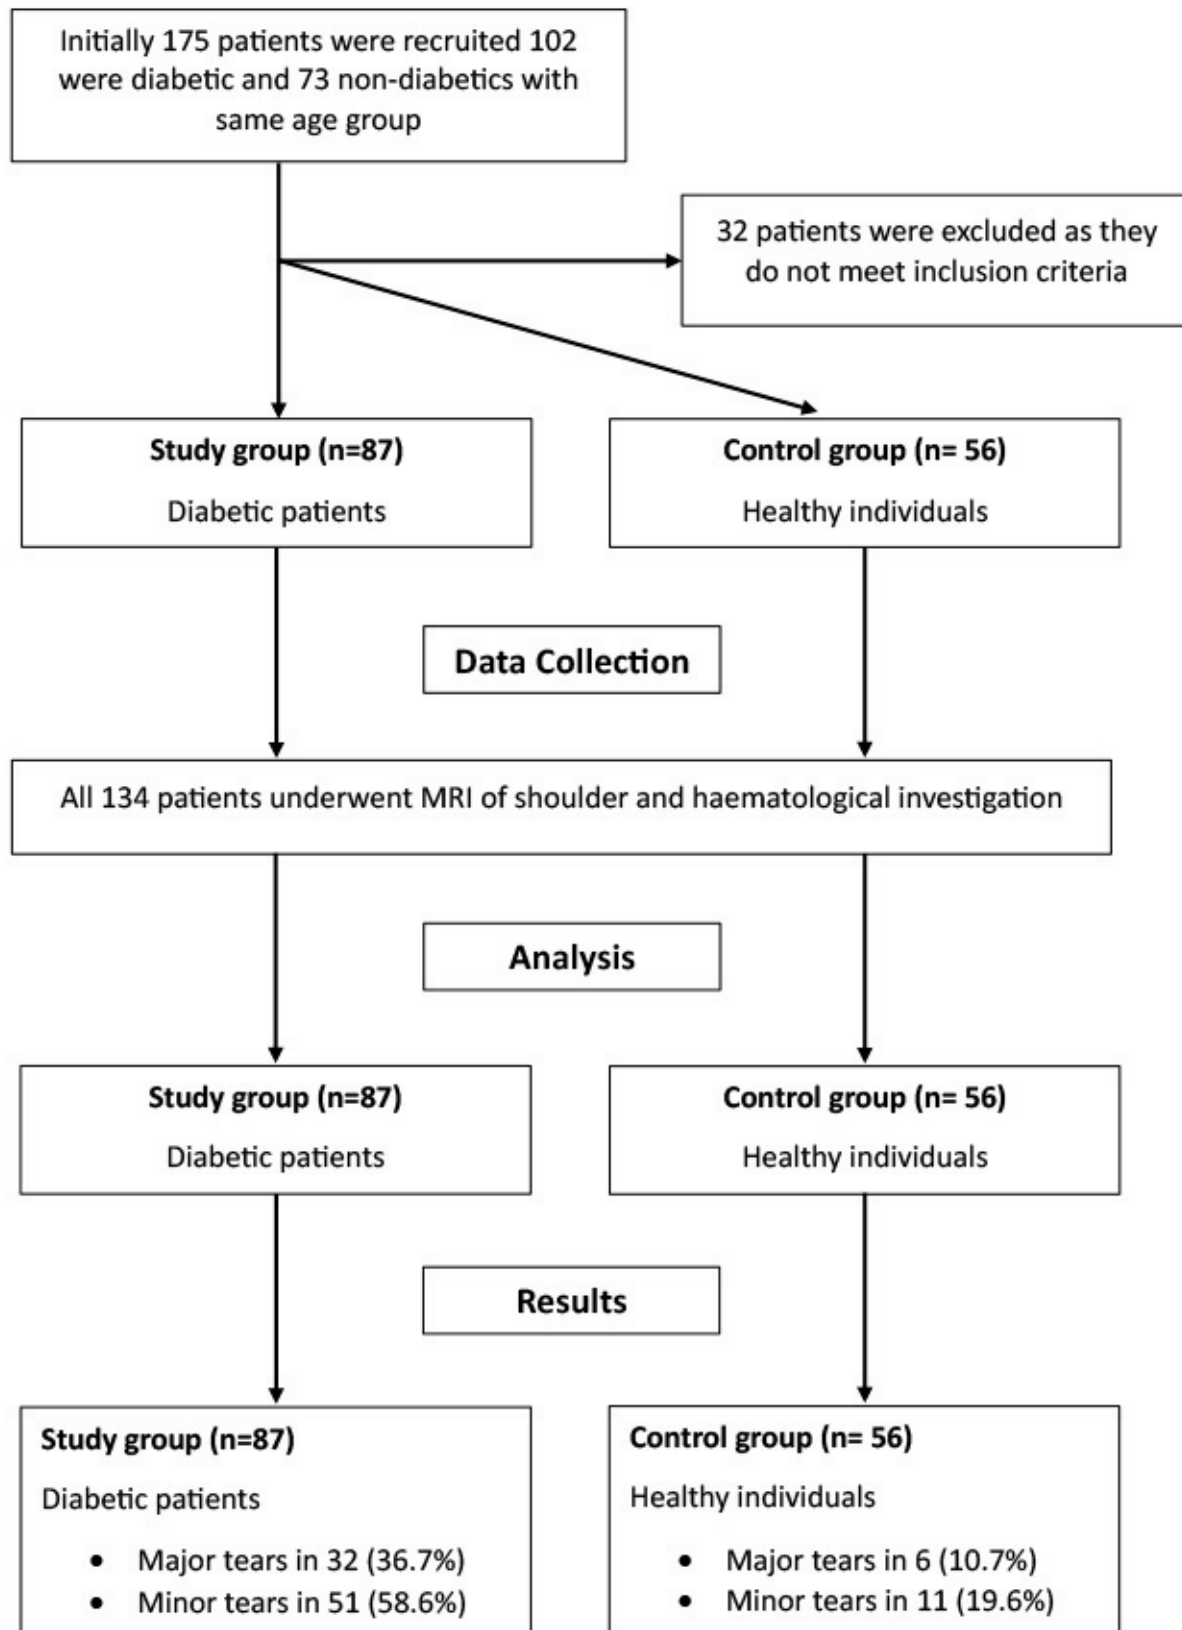 Initially 175 patients were recruited 102
were diabetic and 73 non-diabetics with
same age group
32 patients were excluded as they
do not meet inclusion criteria
Study group (n=87)
Diabetic patients
Control group (n= 56)
Healthy individuals
Data Collection
All 134 patients underwent MRI of shoulder and haematological investigation
Analysis
Study group (n=87)
Diabetic patients
Control group (n= 56)
Healthy individuals
Results
Study group (n=87)
Diabetic patients
• Major tears in 32 (36.7%)
• Minor tears in 51 (58.6%)
Control group (n= 56)
Healthy individuals
• Major tears in 6 (10.7%)
• Minor tears in 11 (19.6%)